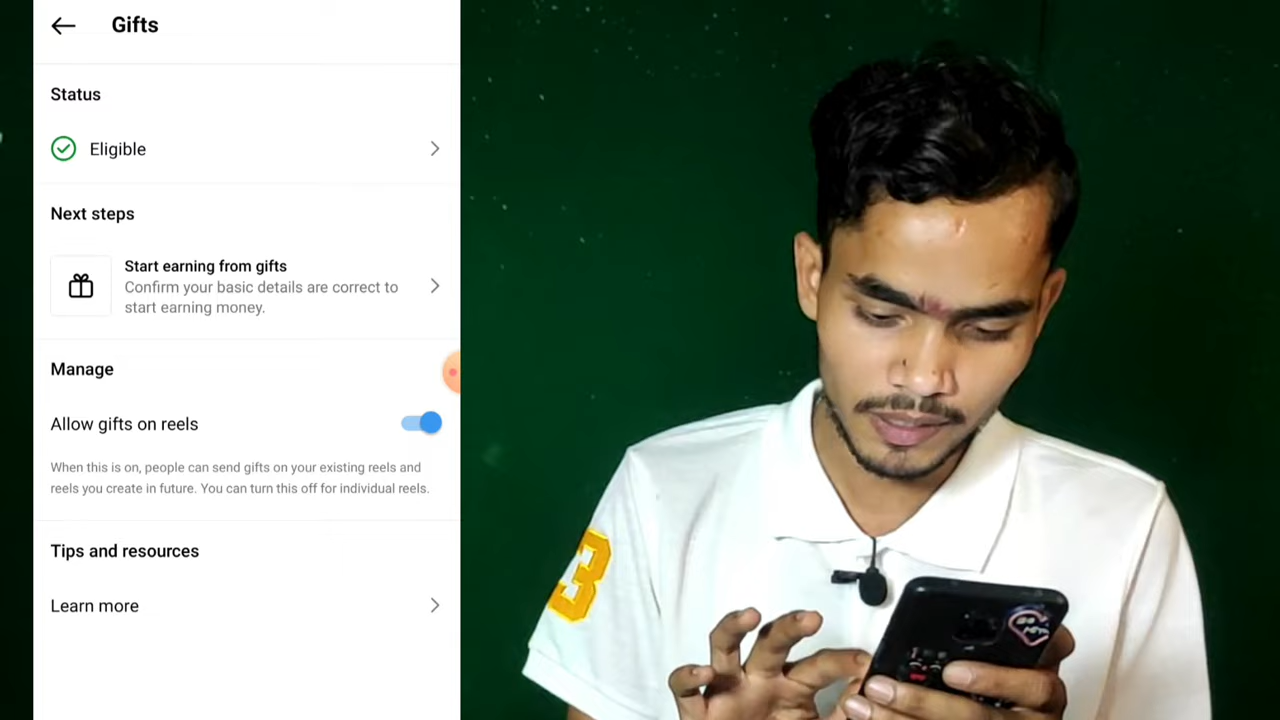 Gifts
Status
Eligible
Next steps
Start earning from gifts
Confirm your basic details are correct to
start earning money.
Manage
Allow gifts on reels
When this is on, people can send gifts on your existing reels and
reels you create in future. You can turn this off for individual reels.
Tips and resources
Learn more
3